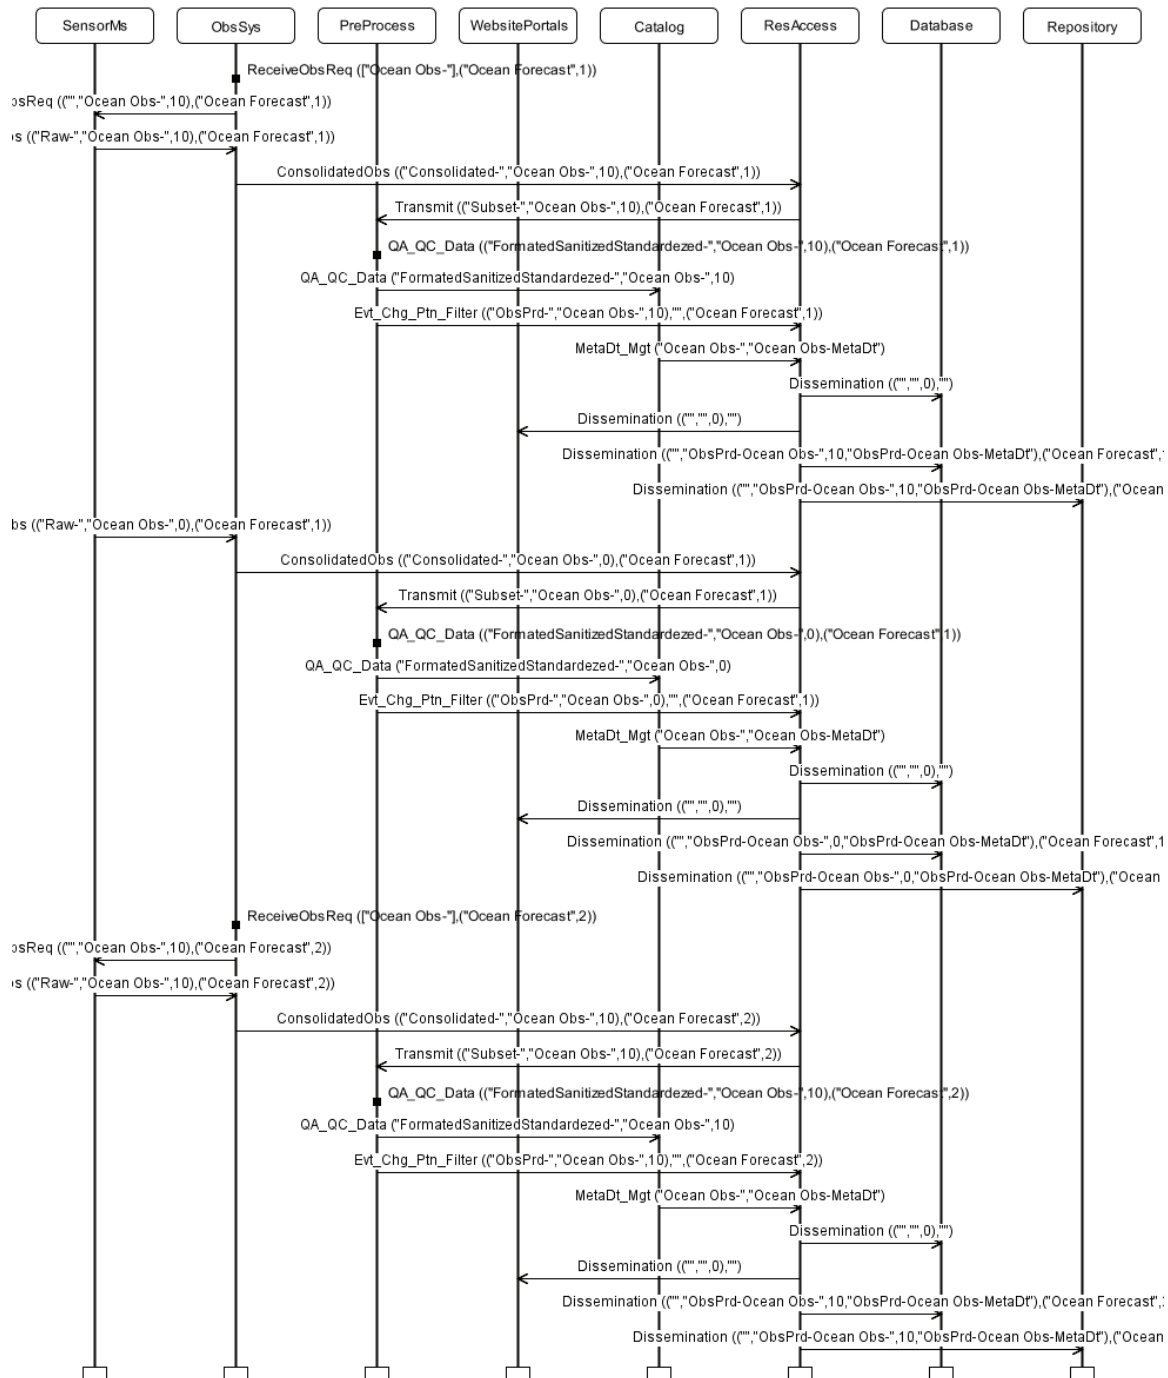 SensorMs ObsSys PreProcess WebsitePortals Catalog ResAccess Database Repository
ReceiveObsReq (["Ocean Obs-"],("Ocean Forecast",1))
bsReq (("","Ocean Obs-",10),("Ocean Forecast",1))
s (("Raw-","Ocean Obs-",10),("Ocean Forecast",1))
ConsolidatedObs (("Consolidated-","Ocean Obs-",10),("Ocean Forecast",1))
Transmit (("Subset-","Ocean Obs-",10),("Ocean Forecast",1))
QA_QC_Data (("FormatedSanitizedStandardezed-","Ocean Obs-",10),("Ocean Forecast",1))
QA_QC_Data ("FormatedSanitizedStandardezed-","Ocean Obs-",10)
Evt_Chg_Ptn_Filter (("ObsPrd-","Ocean Obs-",10),"",("Ocean Forecast",1))
MetaDt_Mgt ("Ocean Obs-","Ocean Obs-MetaDt")
Dissemination (("","",0),"")
Dissemination (("","",0),"")
Dissemination (("","ObsPrd-Ocean Obs-",10,"ObsPrd-Ocean Obs-MetaDt"),("Ocean Forecast",1
Dissemination (("","ObsPrd-Ocean Obs-",10,"ObsPrd-Ocean Obs-MetaDt"),("Ocean
bs (("Raw-","Ocean Obs-",0),("Ocean Forecast",1))
ConsolidatedObs (("Consolidated-","Ocean Obs-",0),("Ocean Forecast",1))
Transmit (("Subset-","Ocean Obs-",0),("Ocean Forecast",1))
QA_QC_Data (("FormatedSanitizedStandardezed-","Ocean Obs-",0),("Ocean Forecast",1))
QA_QC_Data ("FormatedSanitizedStandardezed-","Ocean Obs-",0)
Evt_Chg_Ptn_Filter (("ObsPrd-","Ocean Obs-",0),"",("Ocean Forecast",1))
MetaDt_Mgt ("Ocean Obs-","Ocean Obs-MetaDt")
Dissemination (("","",0),"")
Dissemination (("","",0),"")
Dissemination (("","ObsPrd-Ocean Obs-",0,"ObsPrd-Ocean Obs-MetaDt"),("Ocean Forecast",1
Dissemination (("","ObsPrd-Ocean Obs-",0,"ObsPrd-Ocean Obs-MetaDt"),("Ocean
ReceiveObsReq (["Ocean Obs-"],("Ocean Forecast",2))
bsReq (("","Ocean Obs-",10),("Ocean Forecast",2))
s (("Raw-","Ocean Obs-",10),("Ocean Forecast",2))
ConsolidatedObs (("Consolidated-","Ocean Obs-",10),("Ocean Forecast",2))
Transmit (("Subset-","Ocean Obs-",10),("Ocean Forecast",2))
QA_QC_Data (("FormatedSanitizedStandardezed-","Ocean Obs-",10),("Ocean Forecast",2))
QA_QC_Data ("FormatedSanitizedStandardezed-","Ocean Obs-",10)
Evt_Chg_Ptn_Filter (("ObsPrd-","Ocean Obs-",10),"",("Ocean Forecast",2))
MetaDt_Mgt ("Ocean Obs-","Ocean Obs-MetaDt")
Dissemination (("","",0),"")
Dissemination (("","",0),"")
Dissemination (("","ObsPrd-Ocean Obs-",10,"ObsPrd-Ocean Obs-MetaDt"),("Ocean Forecast",
Dissemination (("","ObsPrd-Ocean Obs-",10,"ObsPrd-Ocean Obs-MetaDt"),("Ocean